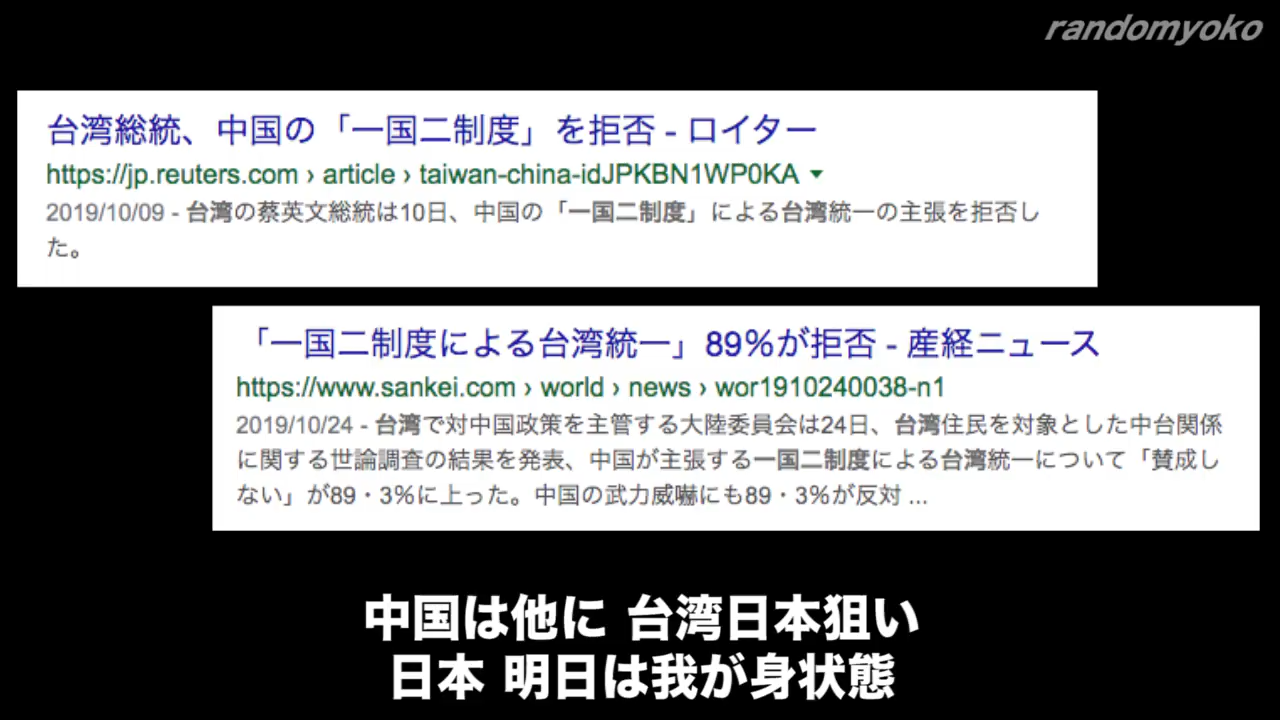 randomyoko
台湾総統、中国の「一国二制度」を拒否 - ロイター
https://jp.reuters.com › article › taiwan-china-idJPKBN1WP0KA ▼
2019/10/09 - 台湾の蔡英文総統は10日、中国の「一国二制度」による台湾統一の主張を拒否し
た。
「一国二制度による台湾統一」89%が拒否 - 産経ニュース
https://www.sankei.com › world › news › wor1910240038-n1
2019/10/24 - 台湾で対中国政策を主管する大陸委員会は24日、台湾住民を対象とした中台関係
に関する世論調査の結果を発表、中国が主張する一国二制度による台湾統一について「賛成し
ない」が89・3%に上った。中国の武力威嚇にも89・3%が反対 ...
中国は他に 台湾日本狙い
日本 明日は我が身状態